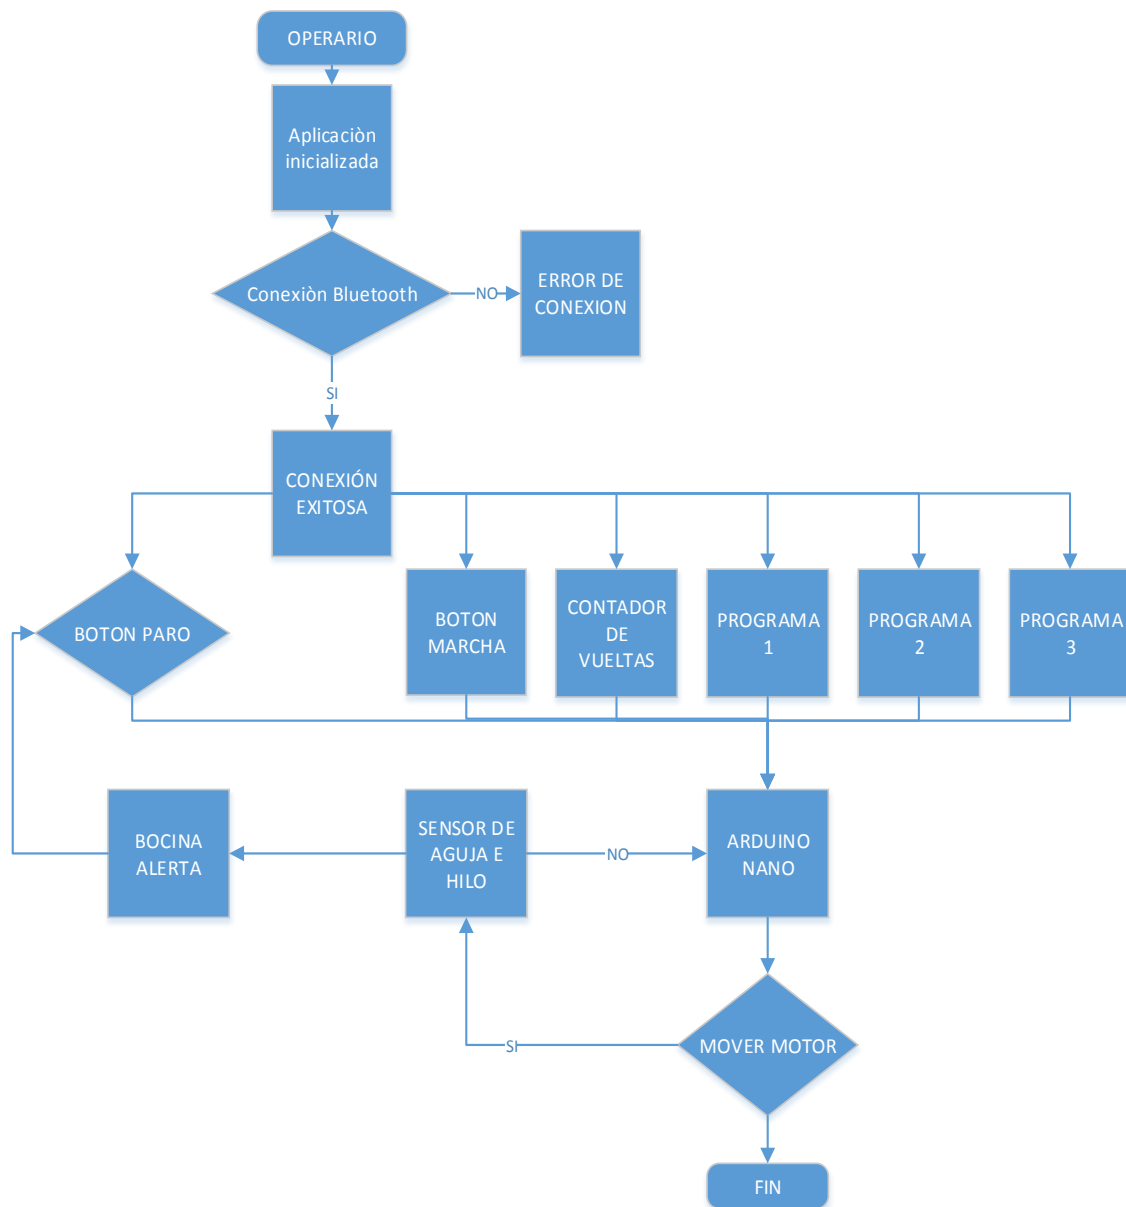 OPERARIO
Aplicaciòn
inicializada
Conexiòn Bluetooth
NO
ERROR DE
CONEXION
SI
CONEXIÓN
EXITOSA
BOTON PARO
BOTON
MARCHA
CONTADOR
DE
VUELTAS
PROGRAMA
1
PROGRAMA
2
PROGRAMA
3
BOCINA
ALERTA
SENSOR DE
AGUJA E
HILO
NO
ARDUINO
NANO
SI
MOVER MOTOR
FIN